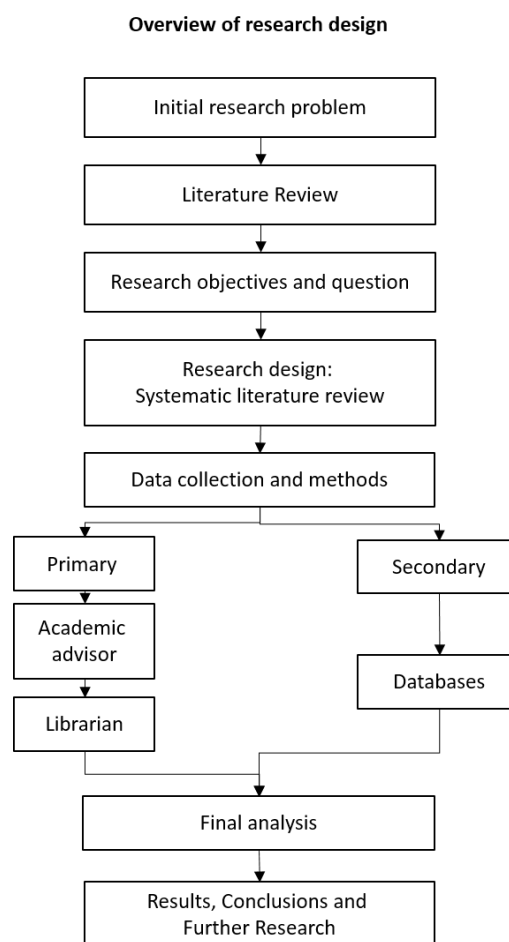 Overview of research design
Initial research problem
Literature Review
Research objectives and question
Research design:
Systematic literature review
Data collection and methods
Primary
Secondary
Academic
advisor
Databases
Librarian
Final analysis
Results, Conclusions and
Further Research